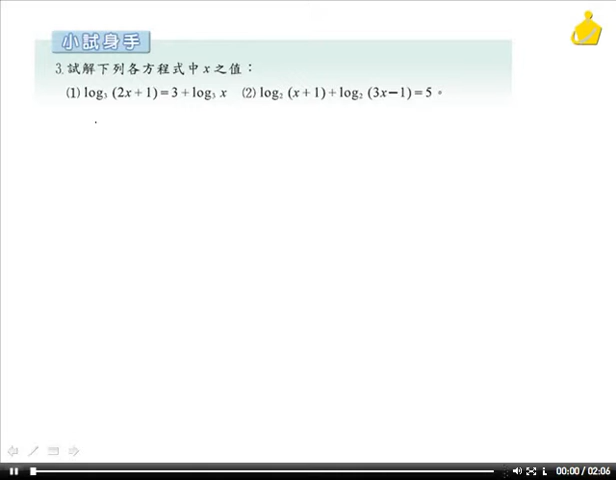 小試身手
3. 試解下列各方程式中 x 之值：
(1) log₃ (2x + 1) = 3 + log₃ x (2) log₂ (x + 1) + log₂ (3x − 1) = 5。
00:00 / 02:06